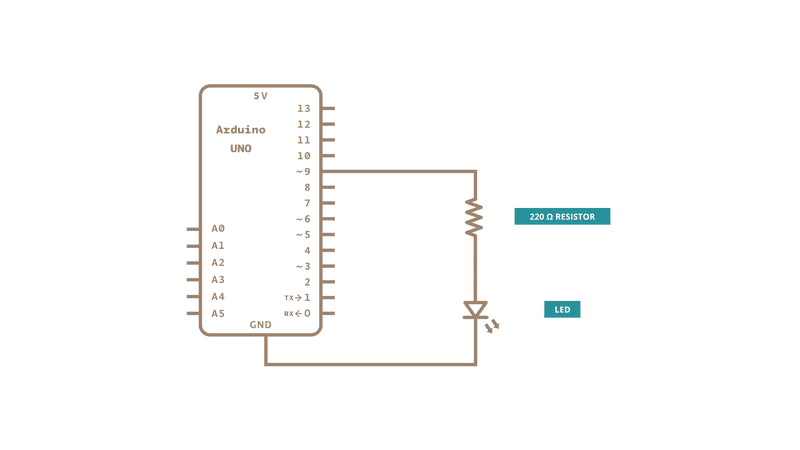 5V
Arduino
UNO
13
12
11
10
~9
8
7
~6
~5
4
~3
2
TX→1
RX←0
A0
A1
A2
A3
A4
A5
GND
220 Ω RESISTOR
LED